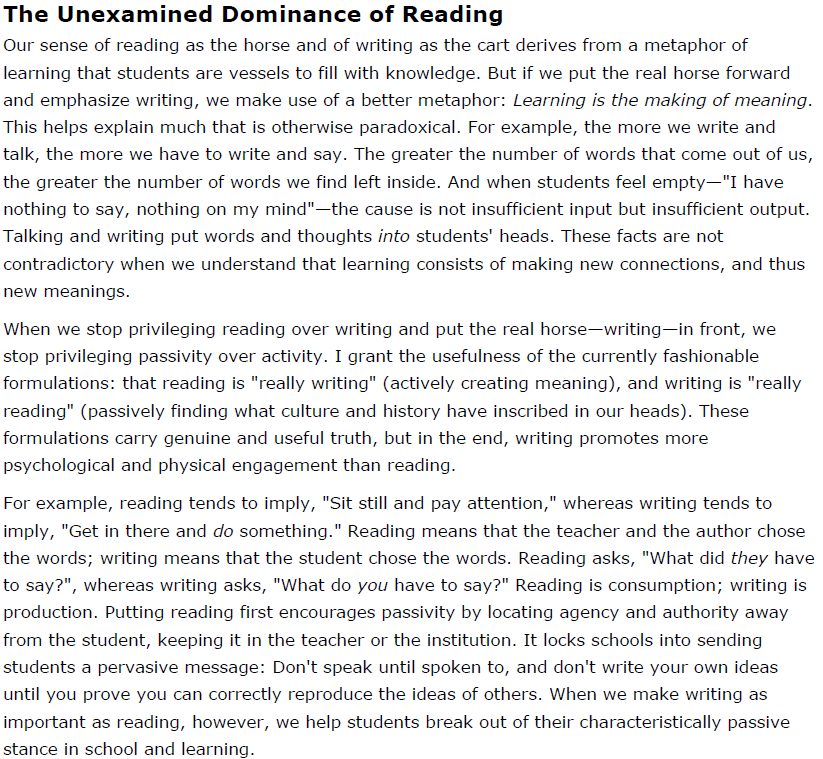 The Unexamined Dominance of Reading
Our sense of reading as the horse and of writing as the cart derives from a metaphor of
learning that students are vessels to fill with knowledge. But if we put the real horse forward
and emphasize writing, we make use of a better metaphor: Learning is the making of meaning.
This helps explain much that is otherwise paradoxical. For example, the more we write and
talk, the more we have to write and say. The greater the number of words that come out of us,
the greater the number of words we find left inside. And when students feel empty—"I have
nothing to say, nothing on my mind"—the cause is not insufficient input but insufficient output.
Talking and writing put words and thoughts into students' heads. These facts are not
contradictory when we understand that learning consists of making new connections, and thus
new meanings.
When we stop privileging reading over writing and put the real horse—writing—in front, we
stop privileging passivity over activity. I grant the usefulness of the currently fashionable
formulations: that reading is "really writing" (actively creating meaning), and writing is "really
reading" (passively finding what culture and history have inscribed in our heads). These
formulations carry genuine and useful truth, but in the end, writing promotes more
psychological and physical engagement than reading.
For example, reading tends to imply, "Sit still and pay attention," whereas writing tends to
imply, "Get in there and do something." Reading means that the teacher and the author chose
the words; writing means that the student chose the words. Reading asks, "What did they have
to say?", whereas writing asks, "What do you have to say?" Reading is consumption; writing is
production. Putting reading first encourages passivity by locating agency and authority away
from the student, keeping it in the teacher or the institution. It locks schools into sending
students a pervasive message: Don't speak until spoken to, and don't write your own ideas
until you prove you can correctly reproduce the ideas of others. When we make writing as
important as reading, however, we help students break out of their characteristically passive
stance in school and learning.